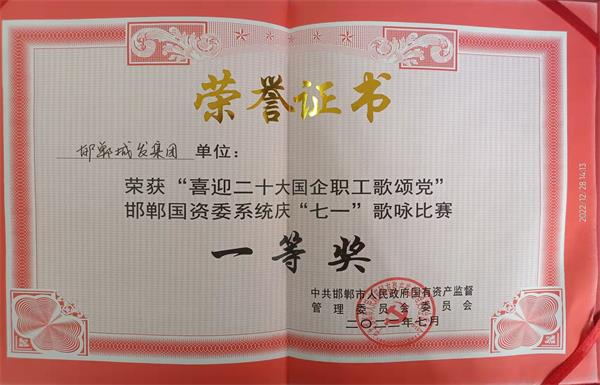 荣誉证书
邯郸城发集团 单位：
荣获“喜迎二十大国企职工歌颂党”
邯郸国资委系统庆“七一”歌咏比赛
一等奖
中共邯郸市人民政府国有资产监督
管理委员会委员会
二〇二二年七月
2022-12-28 14:13